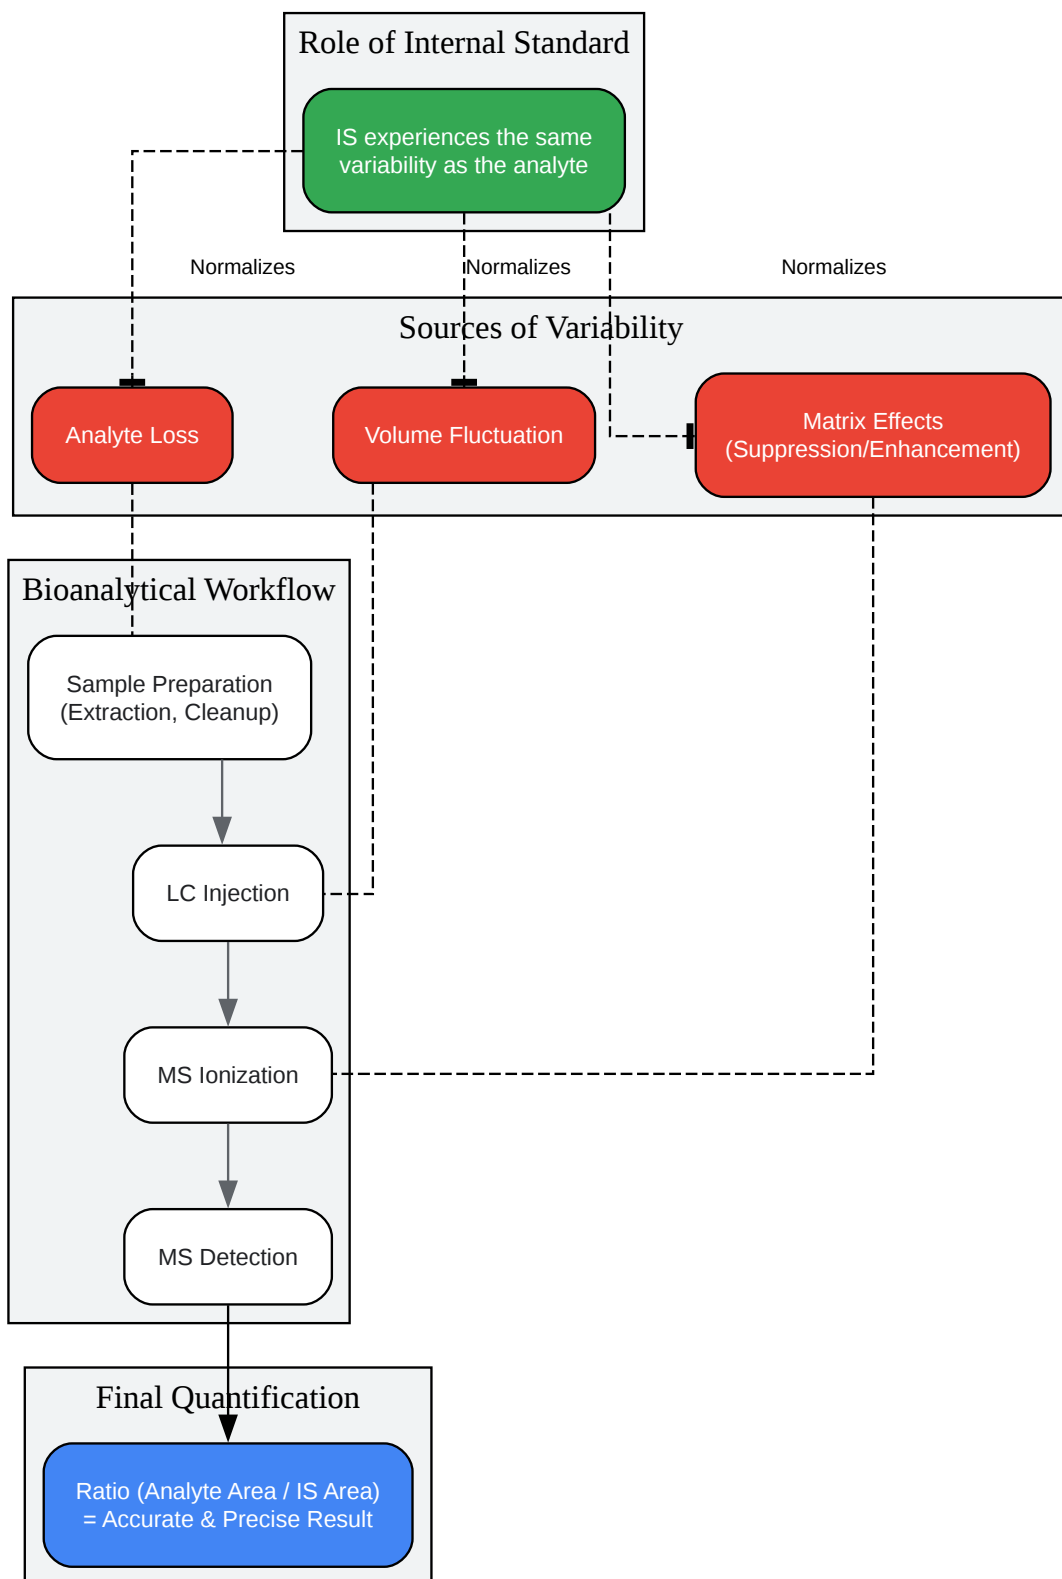 Role of Internal Standard
IS experiences the same
variability as the analyte
Normalizes
Normalizes
Normalizes
Sources of Variability
Analyte Loss
Volume Fluctuation
Matrix Effects
(Suppression/Enhancement)
Bioanalytical Workflow
Sample Preparation
(Extraction, Cleanup)
LC Injection
MS Ionization
MS Detection
Final Quantification
Ratio (Analyte Area / IS Area)
= Accurate & Precise Result